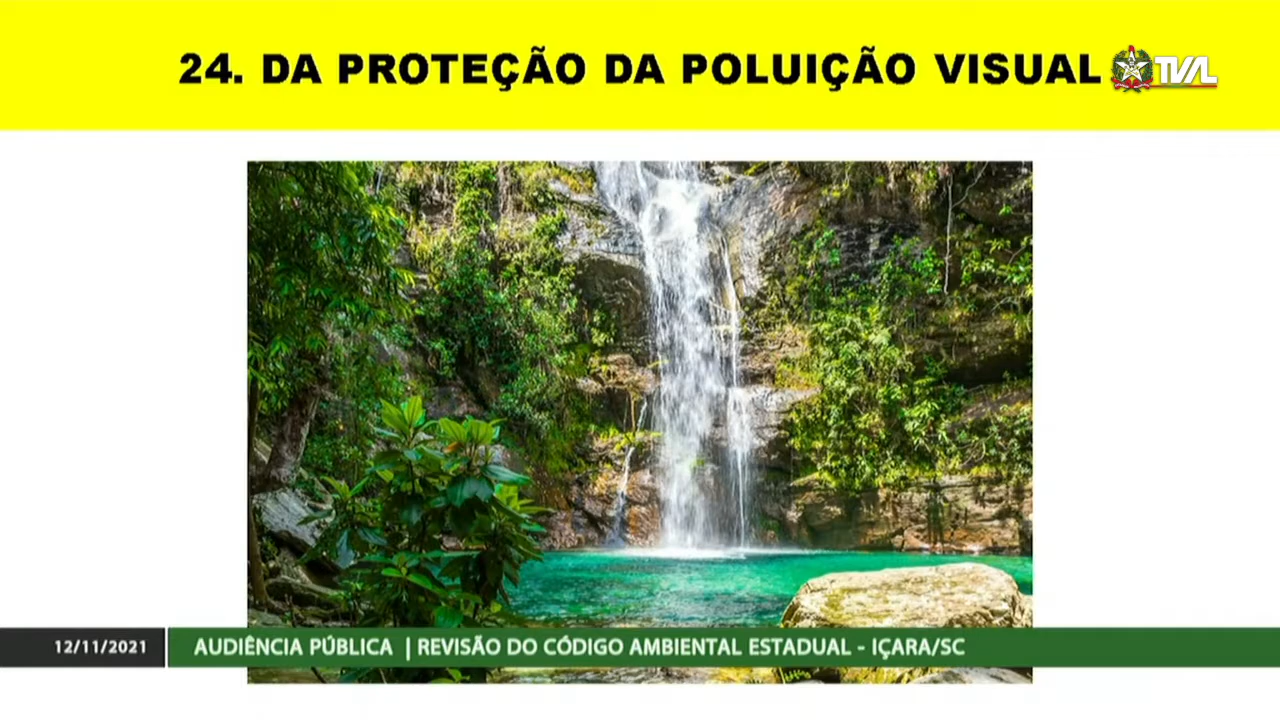 24. DA PROTEÇÃO DA POLUIÇÃO VISUAL
TVAL
12/11/2021
AUDIÊNCIA PÚBLICA | REVISÃO DO CÓDIGO AMBIENTAL ESTADUAL - IÇARA/SC